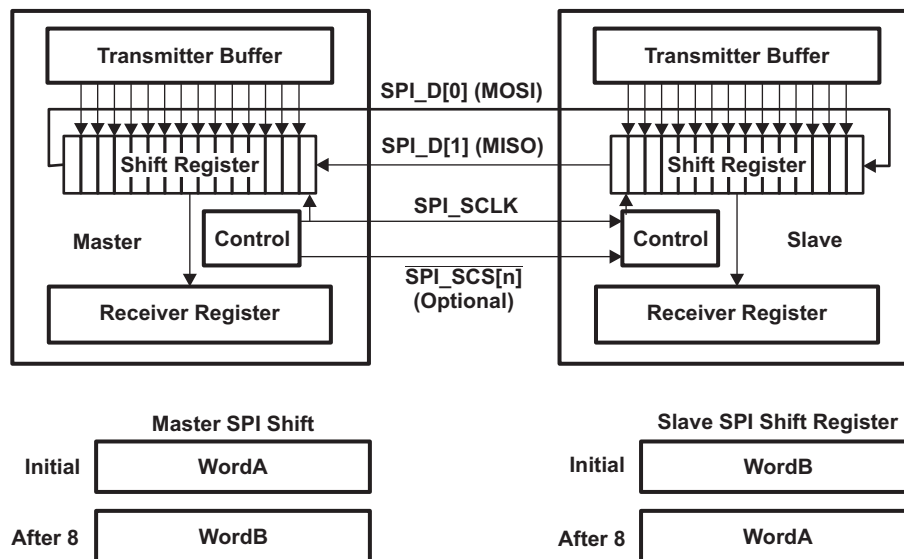 Transmitter Buffer
Transmitter Buffer
SPI_D[0] (MOSI)
Shift Register
SPI_D[1] (MISO)
Shift Register
SPI_SCLK
Master
Control
Control
Slave
SPI_SCS[n]
(Optional)
Receiver Register
Receiver Register
Master SPI Shift
Slave SPI Shift Register
Initial
WordA
Initial
WordB
After 8
WordB
After 8
WordA